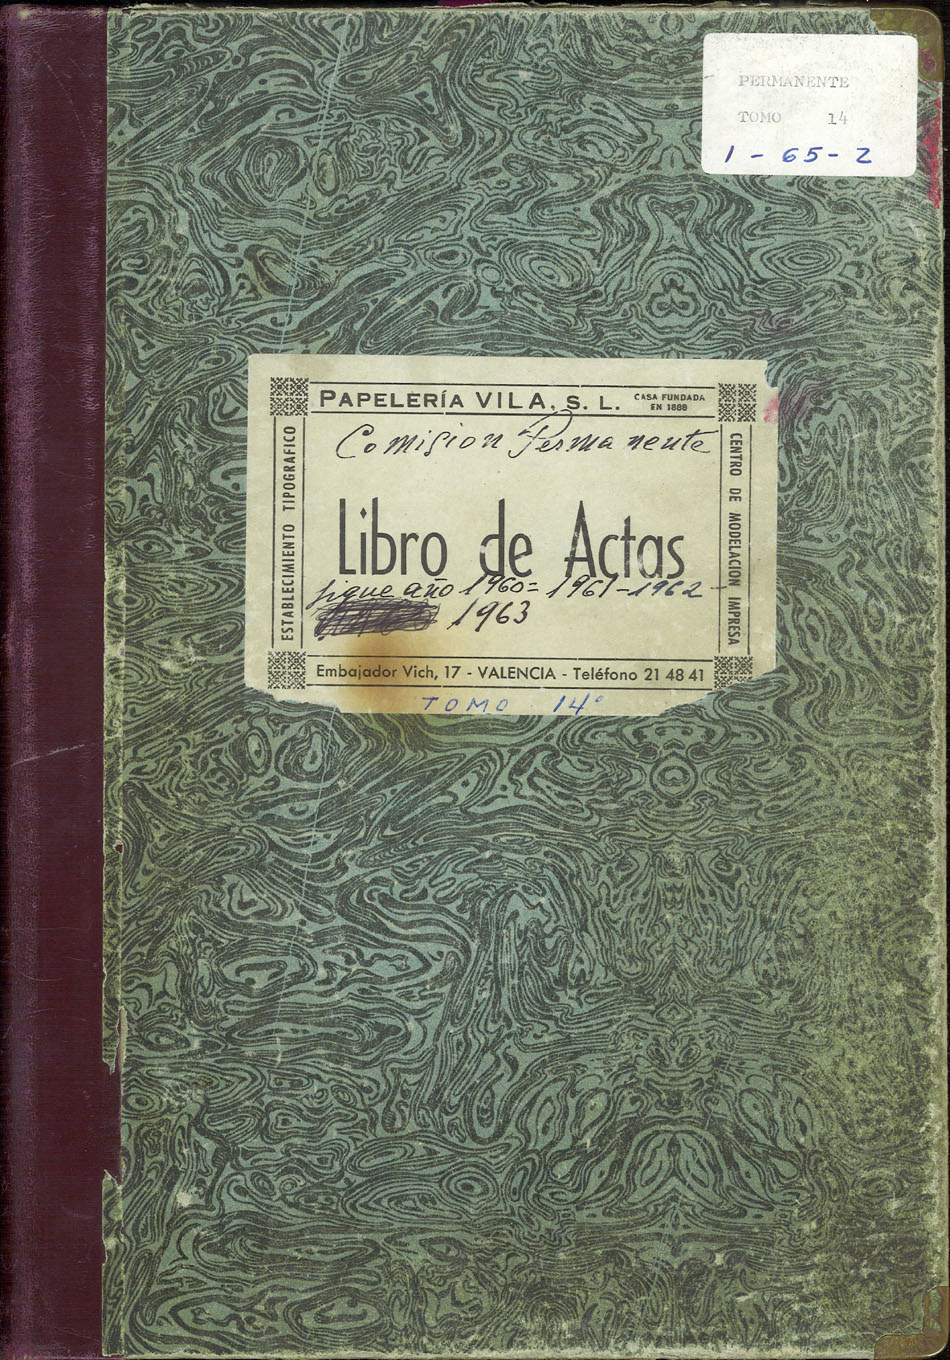 PERMANENTE
TOMO 14
1-65-2
PAPELERÍA VILA, S. L. CASA FUNDADA EN 1888
Comision Permanente
ESTABLECIMIENTO TIPOGRAFICO
CENTRO DE MODELACION IMPRESA
Libro de Actas
sigue año 1960=1961-1962-
1963
Embajador Vich, 17 - VALENCIA - Teléfono 21 48 41
TOMO 14º